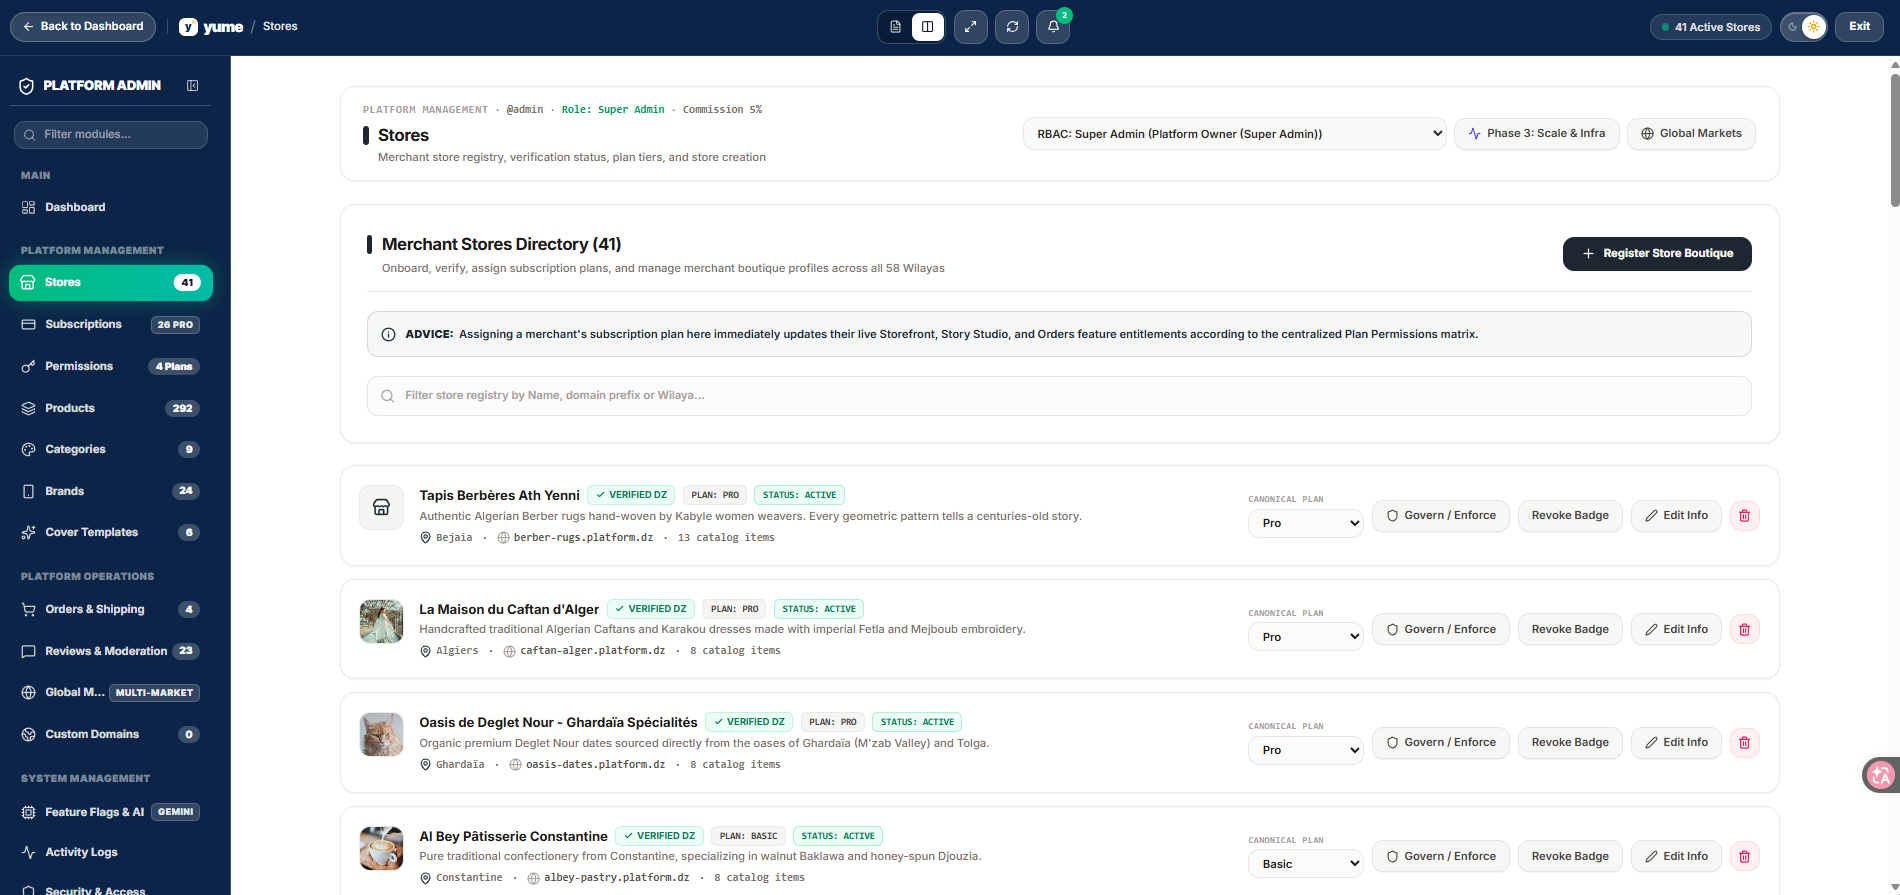 Back to Dashboard
yume / Stores
2
41 Active Stores
Exit
PLATFORM ADMIN
Filter modules...
MAIN
Dashboard
PLATFORM MANAGEMENT
Stores 41
Subscriptions 26 PRO
Permissions 4 Plans
Products 292
Categories 9
Brands 24
Cover Templates 6
PLATFORM OPERATIONS
Orders & Shipping 4
Reviews & Moderation 23
Global M... MULTI-MARKET
Custom Domains 0
SYSTEM MANAGEMENT
Feature Flags & AI GEMINI
Activity Logs
Security & Access
PLATFORM MANAGEMENT · @admin · Role: Super Admin · Commission 5%
Stores
Merchant store registry, verification status, plan tiers, and store creation
RBAC: Super Admin (Platform Owner (Super Admin))
Phase 3: Scale & Infra
Global Markets
Merchant Stores Directory (41)
Onboard, verify, assign subscription plans, and manage merchant boutique profiles across all 58 Wilayas
+ Register Store Boutique
ADVICE: Assigning a merchant's subscription plan here immediately updates their live Storefront, Story Studio, and Orders feature entitlements according to the centralized Plan Permissions matrix.
Filter store registry by Name, domain prefix or Wilaya...
Tapis Berbères Ath Yenni ✓ VERIFIED DZ PLAN: PRO STATUS: ACTIVE
Authentic Algerian Berber rugs hand-woven by Kabyle women weavers. Every geometric pattern tells a centuries-old story.
Bejaia · berber-rugs.platform.dz · 13 catalog items
CANONICAL PLAN
Pro
Govern / Enforce
Revoke Badge
Edit Info
La Maison du Caftan d'Alger ✓ VERIFIED DZ PLAN: PRO STATUS: ACTIVE
Handcrafted traditional Algerian Caftans and Karakou dresses made with imperial Fetla and Mejboub embroidery.
Algiers · caftan-alger.platform.dz · 8 catalog items
CANONICAL PLAN
Pro
Govern / Enforce
Revoke Badge
Edit Info
Oasis de Deglet Nour - Ghardaïa Spécialités ✓ VERIFIED DZ PLAN: PRO STATUS: ACTIVE
Organic premium Deglet Nour dates sourced directly from the oases of Ghardaïa (M'zab Valley) and Tolga.
Ghardaïa · oasis-dates.platform.dz · 8 catalog items
CANONICAL PLAN
Pro
Govern / Enforce
Revoke Badge
Edit Info
Al Bey Pâtisserie Constantine ✓ VERIFIED DZ PLAN: BASIC STATUS: ACTIVE
Pure traditional confectionery from Constantine, specializing in walnut Baklawa and honey-spun Djouzia.
Constantine · albey-pastry.platform.dz · 8 catalog items
CANONICAL PLAN
Basic
Govern / Enforce
Revoke Badge
Edit Info